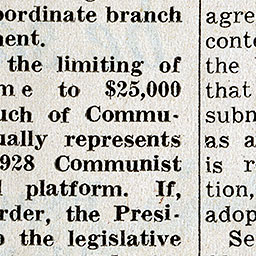 ordinate branch
ment.
the limiting of
me to $25,000
uch of Commu-
ually represents
928 Communist
platform. If,
rder, the Presi-
the legislative
agre
conte
the
that
subm
as a
is r
tion,
adop
Se